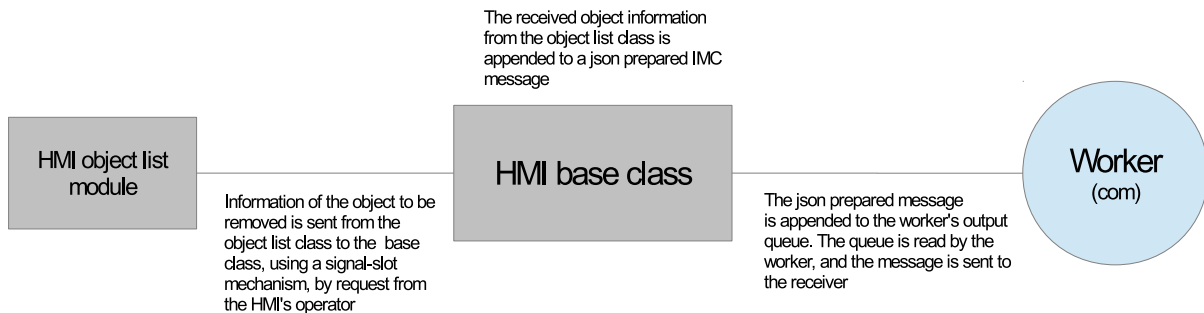 The received object information
from the object list class is
appended to a json prepared IMC
message
HMI object list
module
HMI base class
Worker
(com)
Information of the object to be
removed is sent from the
object list class to the base
class, using a signal-slot
mechanism, by request from
the HMI's operator
The json prepared message
is appended to the worker's output
queue. The queue is read by the
worker, and the message is sent to
the receiver